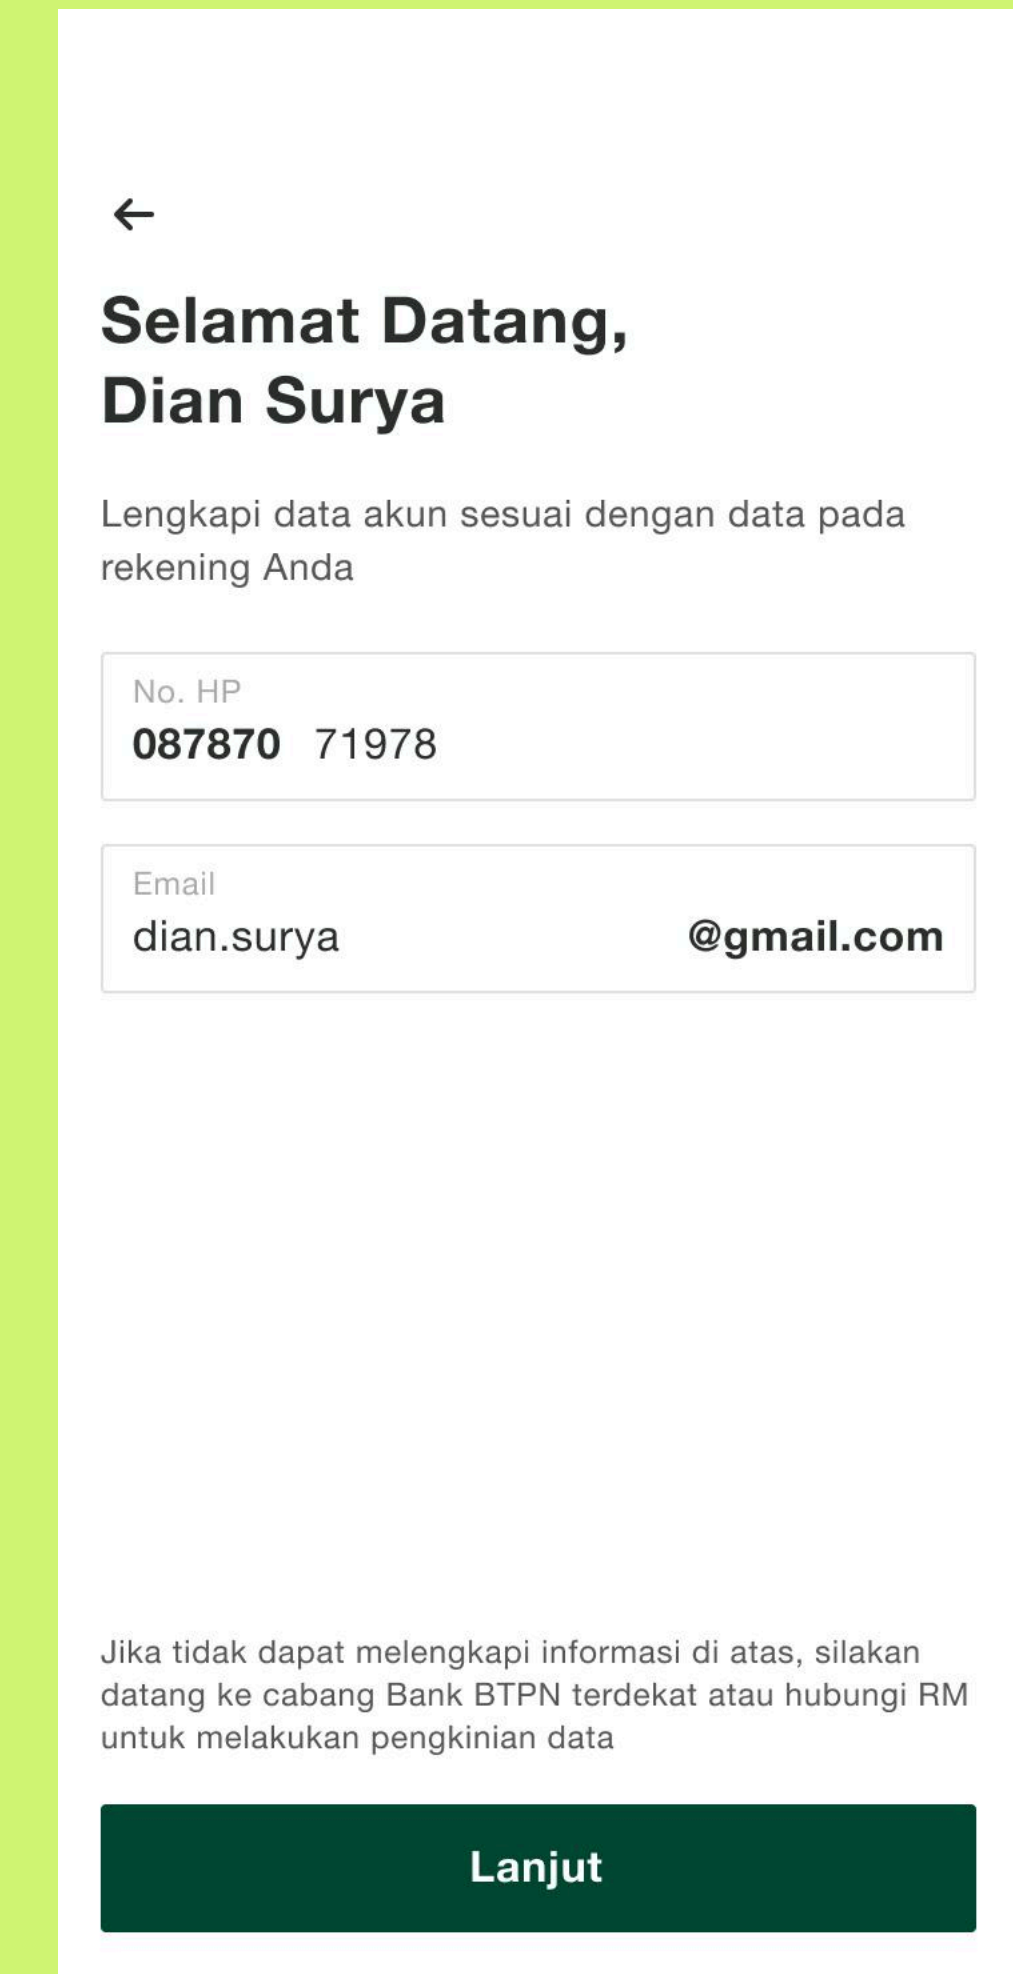 Selamat Datang,
Dian Surya
Lengkapi data akun sesuai dengan data pada
rekening Anda
No. HP
087870 71978
Email
dian.surya @gmail.com
Jika tidak dapat melengkapi informasi di atas, silakan
datang ke cabang Bank BTPN terdekat atau hubungi RM
untuk melakukan pengkinian data
Lanjut